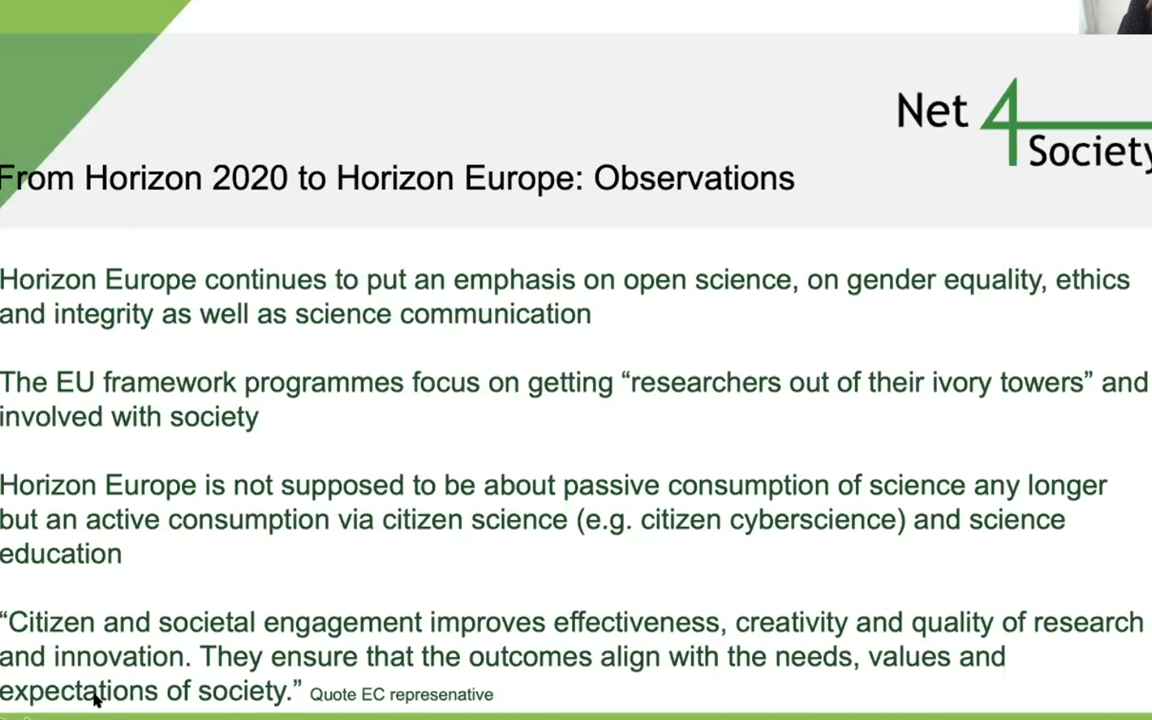 Net 4
Society
From Horizon 2020 to Horizon Europe: Observations
Horizon Europe continues to put an emphasis on open science, on gender equality, ethics
and integrity as well as science communication
The EU framework programmes focus on getting “researchers out of their ivory towers” and
involved with society
Horizon Europe is not supposed to be about passive consumption of science any longer
but an active consumption via citizen science (e.g. citizen cyberscience) and science
education
“Citizen and societal engagement improves effectiveness, creativity and quality of research
and innovation. They ensure that the outcomes align with the needs, values and
expectations of society.” Quote EC represenative